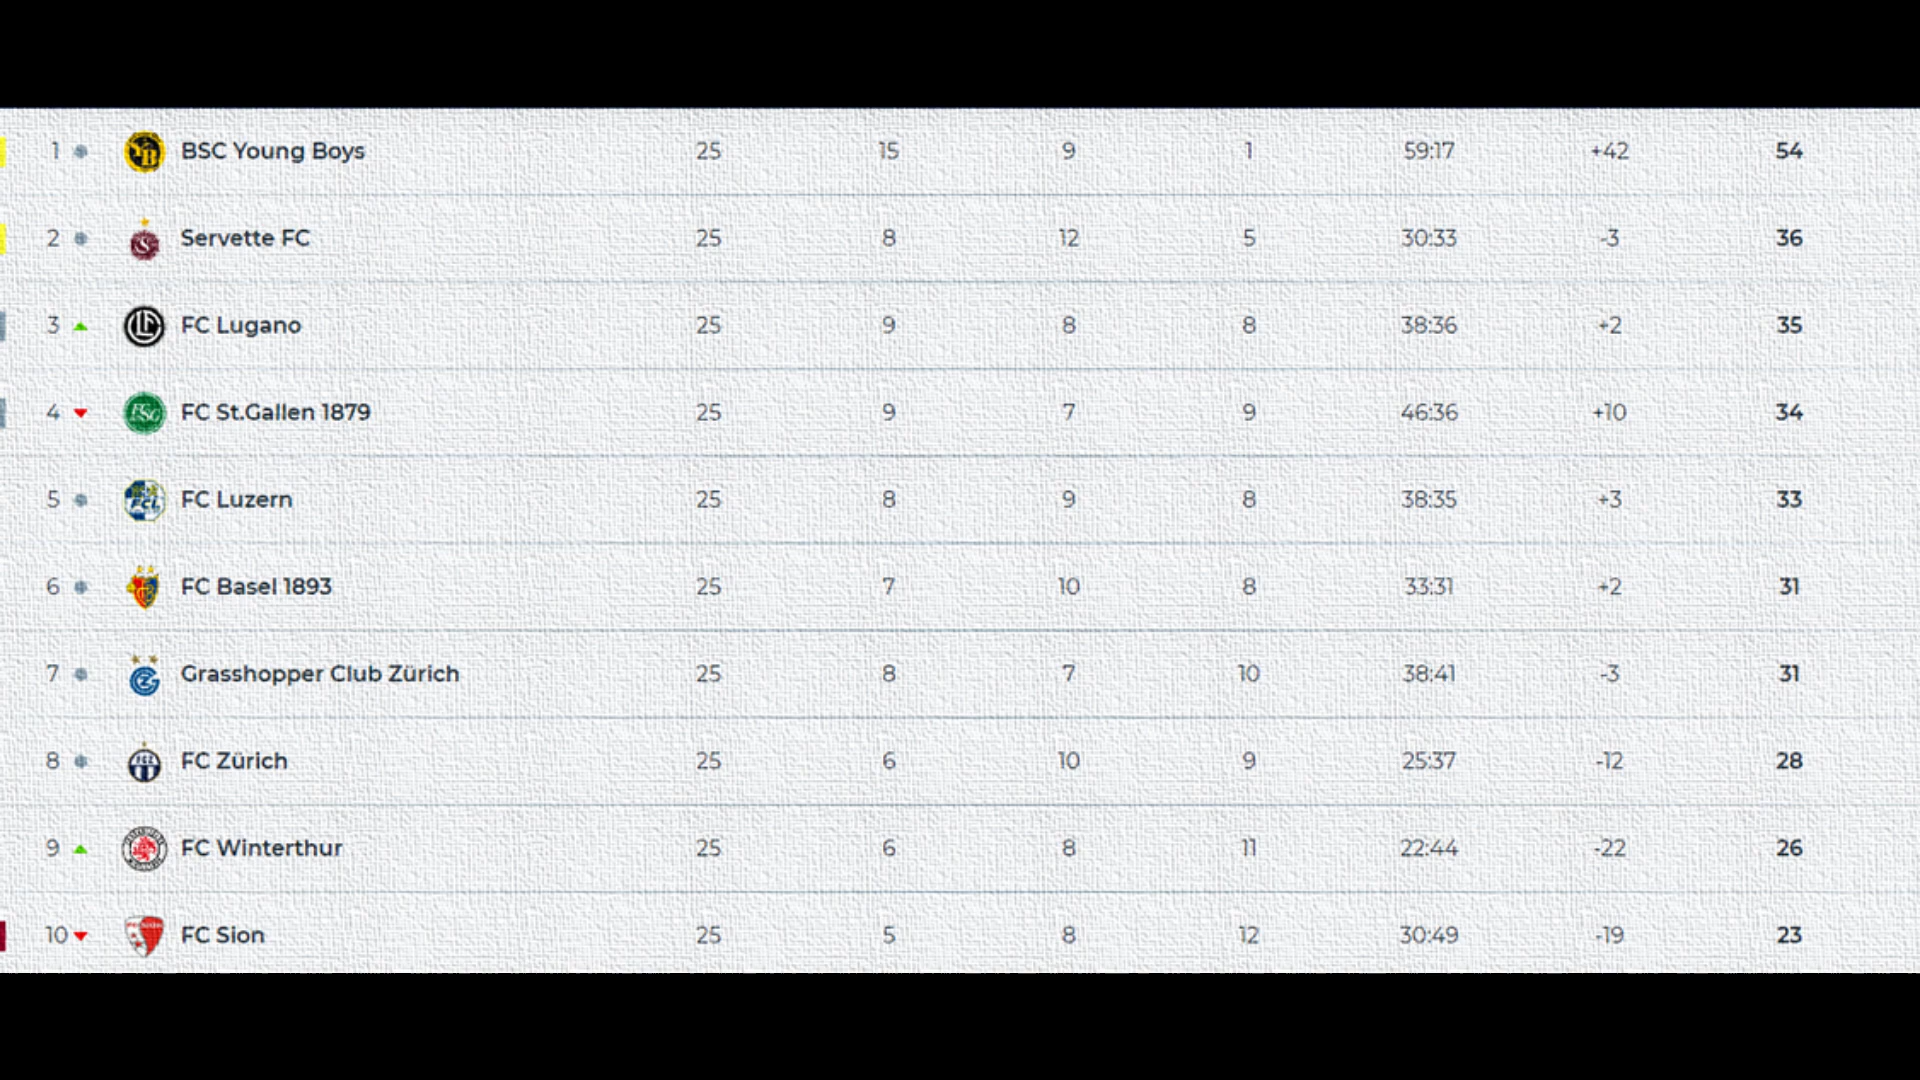 1 BSC Young Boys 25 15 9 1 59:17 +42 54
2 Servette FC 25 8 12 5 30:33 -3 36
3 FC Lugano 25 9 8 8 38:36 +2 35
4 FC St.Gallen 1879 25 9 7 9 46:36 +10 34
5 FC Luzern 25 8 9 8 38:35 +3 33
6 FC Basel 1893 25 7 10 8 33:31 +2 31
7 Grasshopper Club Zürich 25 8 7 10 38:41 -3 31
8 FC Zürich 25 6 10 9 25:37 -12 28
9 FC Winterthur 25 6 8 11 22:44 -22 26
10 FC Sion 25 5 8 12 30:49 -19 23